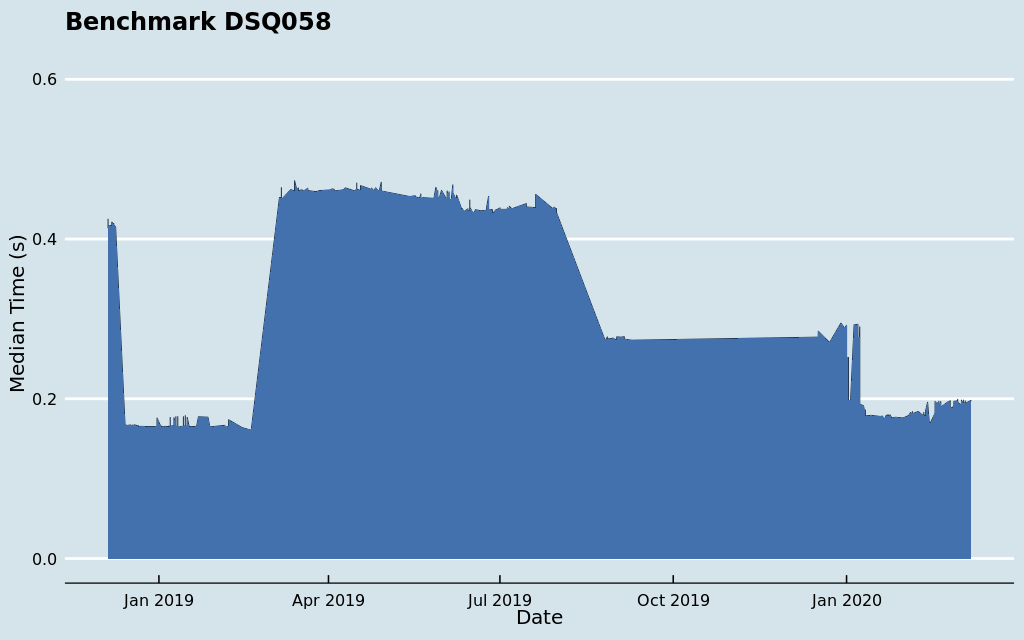 Benchmark DSQ058
0.6
0.4
0.2
0.0
Median Time (s)
Jan 2019
Apr 2019
Jul 2019
Oct 2019
Jan 2020
Date